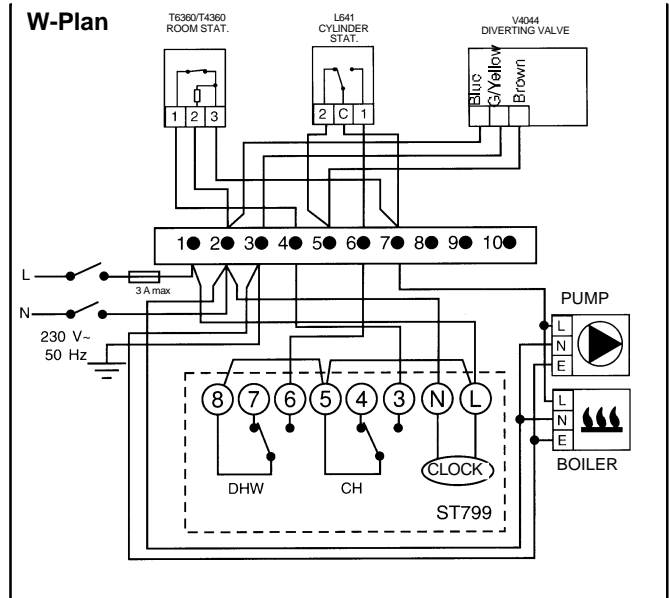 W-Plan
T6360/T4360
ROOM STAT.
L641
CYLINDER
STAT.
V4044
DIVERTING VALVE
Blue
G/Yellow
Brown
1 2 3
2 C 1
1 2 3 4 5 6 7 8 9 10
L
3 A max
N
230 V~
50 Hz
PUMP
L
N
E
L
N
E
BOILER
8 7 6 5 4 3 N L
CLOCK
DHW
CH
ST799